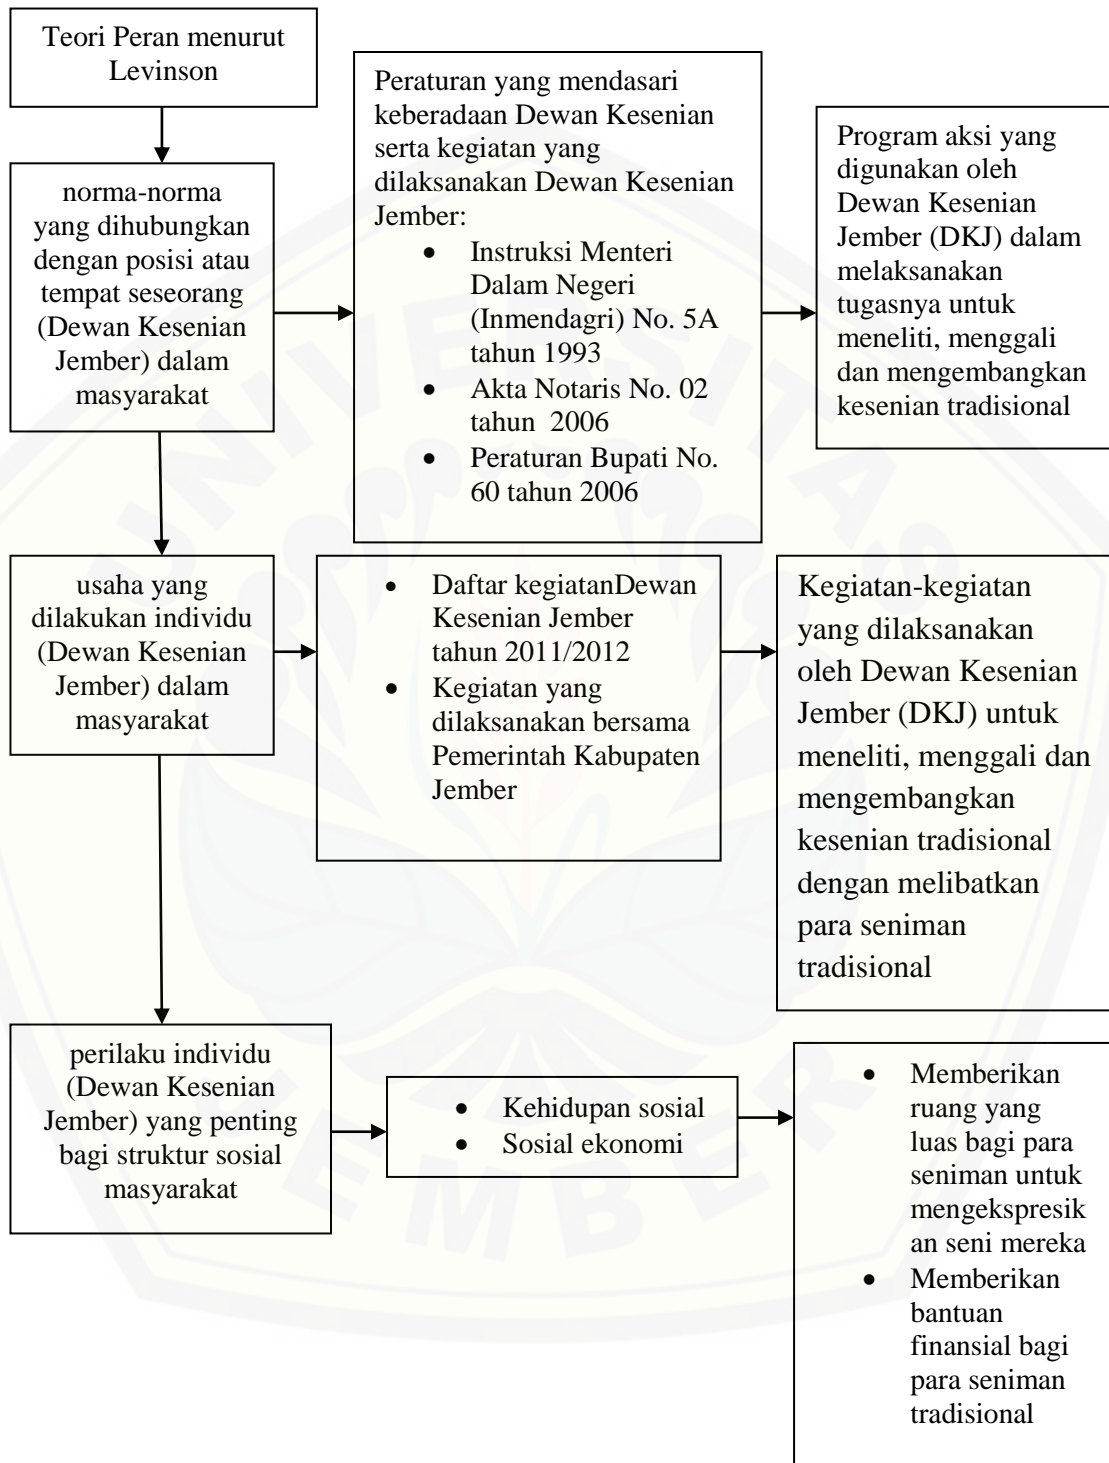 Teori Peran menurut
Levinson
norma-norma
yang dihubungkan
dengan posisi atau
tempat seseorang
(Dewan Kesenian
Jember) dalam
masyarakat
Peraturan yang mendasari
keberadaan Dewan Kesenian
serta kegiatan yang
dilaksanakan Dewan Kesenian
Jember:
• Instruksi Menteri
Dalam Negeri
(Inmendagri) No. 5A
tahun 1993
• Akta Notaris No. 02
tahun 2006
• Peraturan Bupati No.
60 tahun 2006
Program aksi yang
digunakan oleh
Dewan Kesenian
Jember (DKJ) dalam
melaksanakan
tugasnya untuk
meneliti, menggali
dan mengembangkan
kesenian tradisional
usaha yang
dilakukan individu
(Dewan Kesenian
Jember) dalam
masyarakat
• Daftar kegiatanDewan
Kesenian Jember
tahun 2011/2012
• Kegiatan yang
dilaksanakan bersama
Pemerintah Kabupaten
Jember
Kegiatan-kegiatan
yang dilaksanakan
oleh Dewan Kesenian
Jember (DKJ) untuk
meneliti, menggali dan
mengembangkan
kesenian tradisional
dengan melibatkan
para seniman
tradisional
perilaku individu
(Dewan Kesenian
Jember) yang penting
bagi struktur sosial
masyarakat
• Kehidupan sosial
• Sosial ekonomi
• Memberikan
ruang yang
luas bagi para
seniman untuk
mengekspresik
an seni mereka
• Memberikan
bantuan
finansial bagi
para seniman
tradisional
UNIVERSITAS
JEMBER